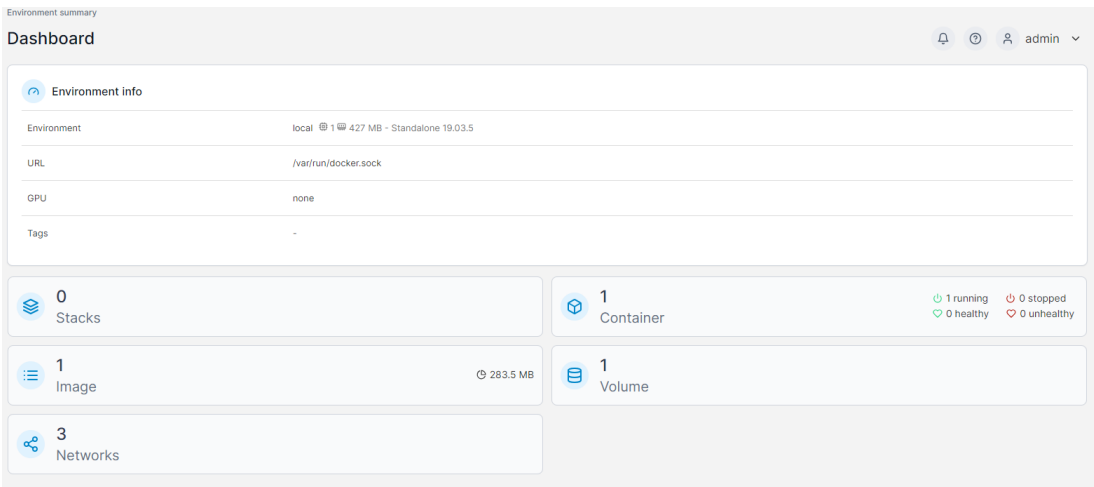 Environment summary
Dashboard
admin
Environment info
Environment local 1 427 MB - Standalone 19.03.5
URL /var/run/docker.sock
GPU none
Tags -
0
Stacks
1
Container
1 running 0 stopped
0 healthy 0 unhealthy
1
Image
283.5 MB
1
Volume
3
Networks